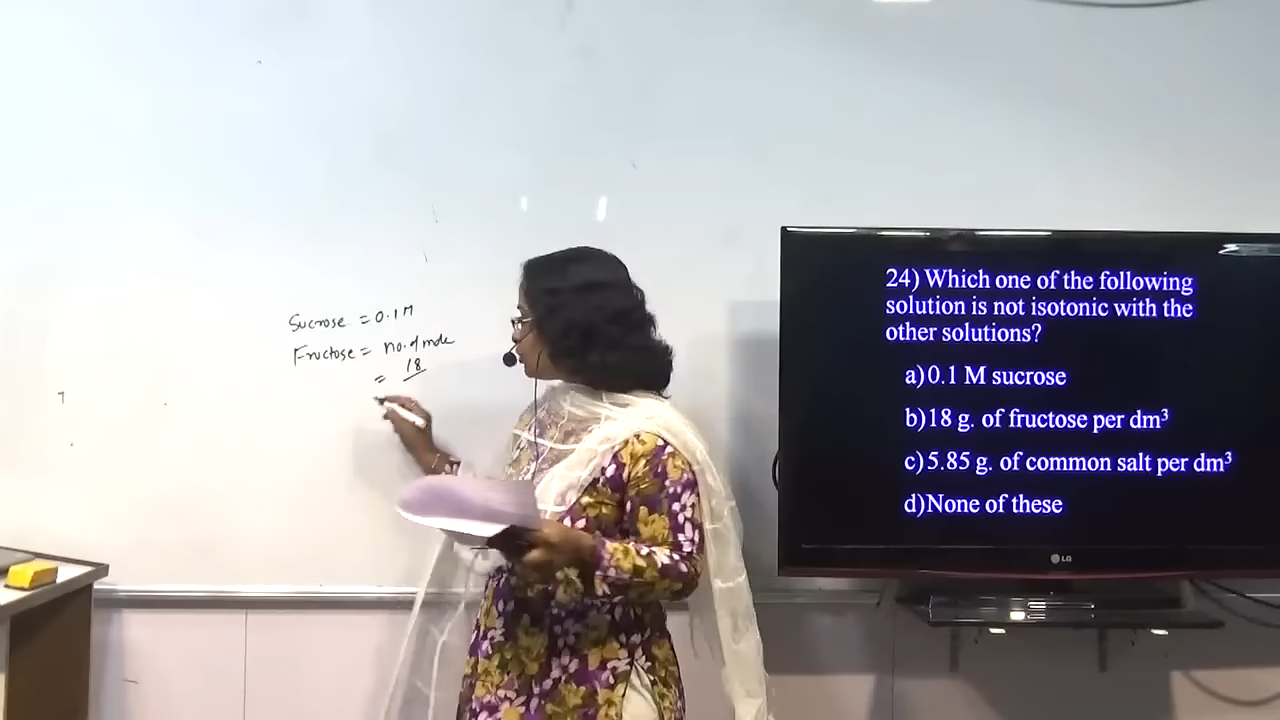 Sucrose = 0.1 M
Fructose = no. of mole
= 18
24) Which one of the following
solution is not isotonic with the
other solutions?
a) 0.1 M sucrose
b) 18 g. of fructose per dm³
c) 5.85 g. of common salt per dm³
d) None of these
LG